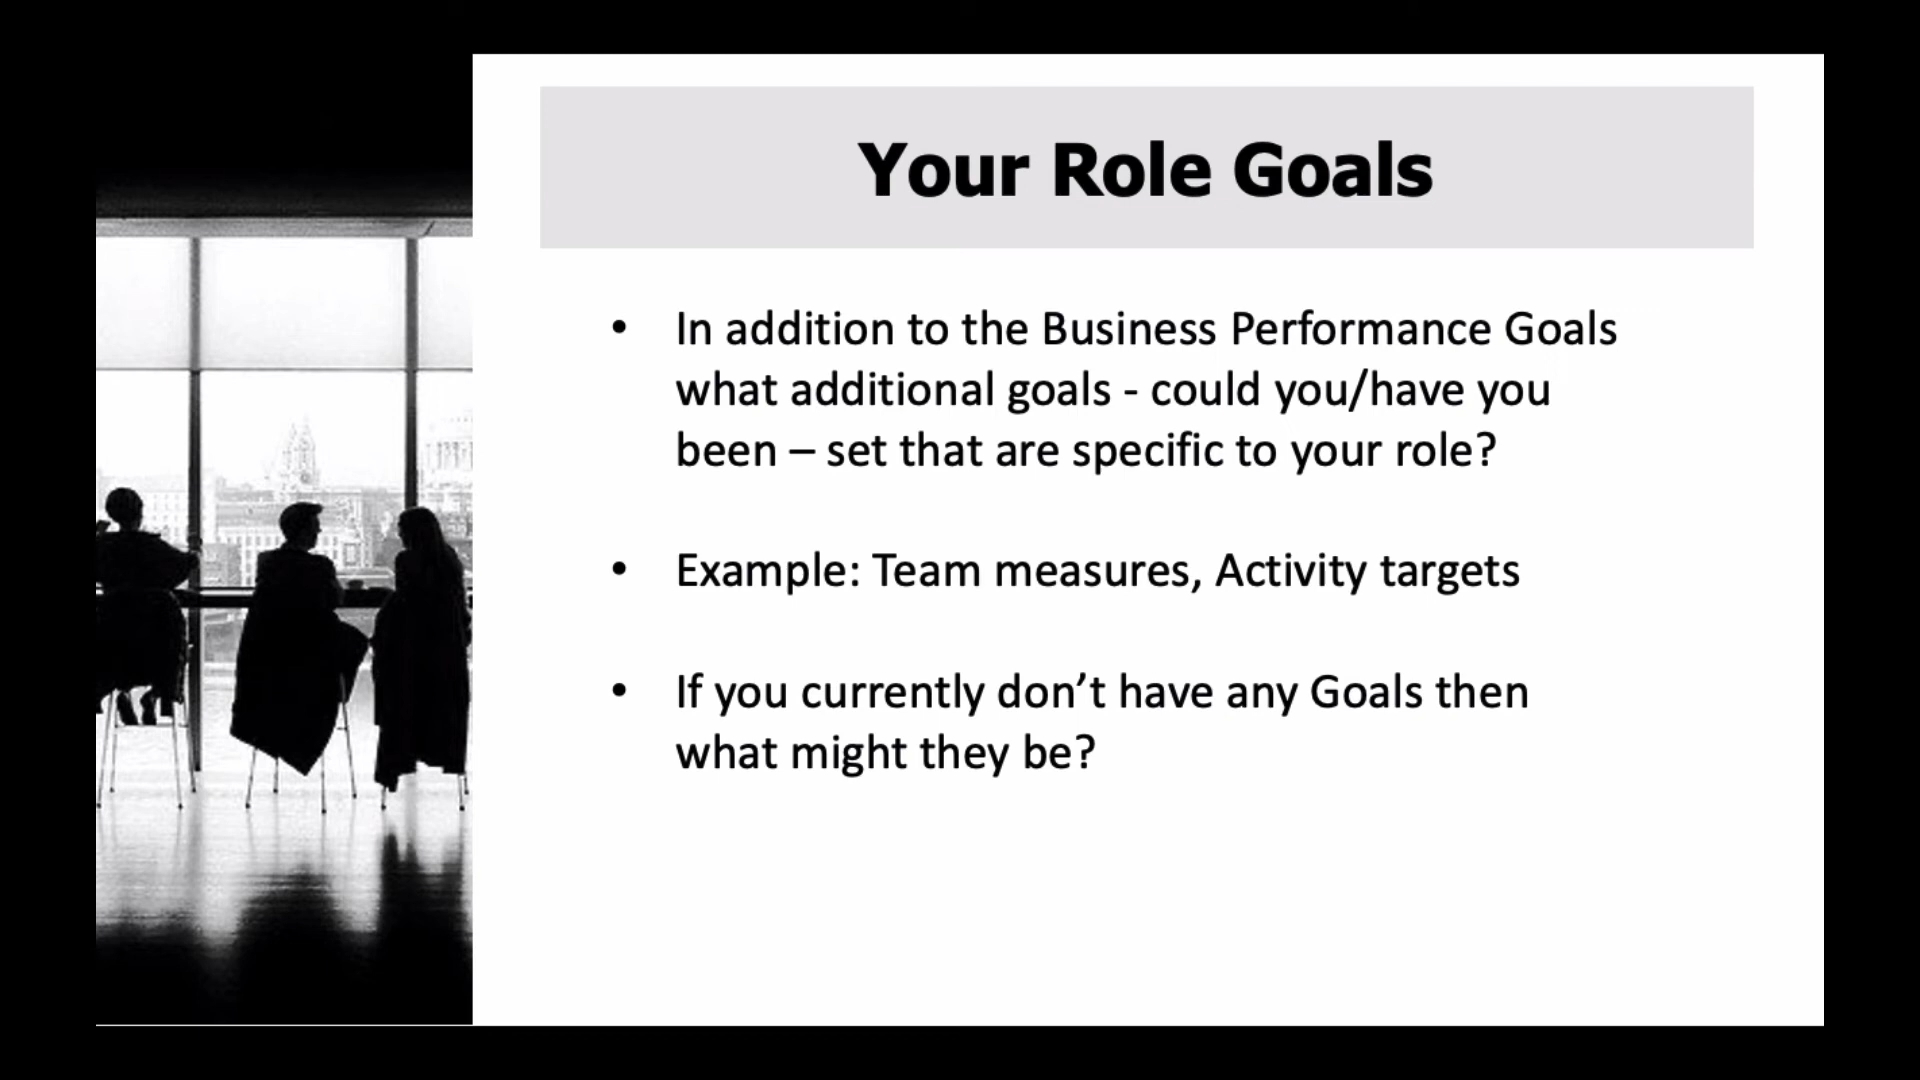 Your Role Goals
• In addition to the Business Performance Goals
what additional goals - could you/have you
been – set that are specific to your role?
• Example: Team measures, Activity targets
• If you currently don’t have any Goals then
what might they be?